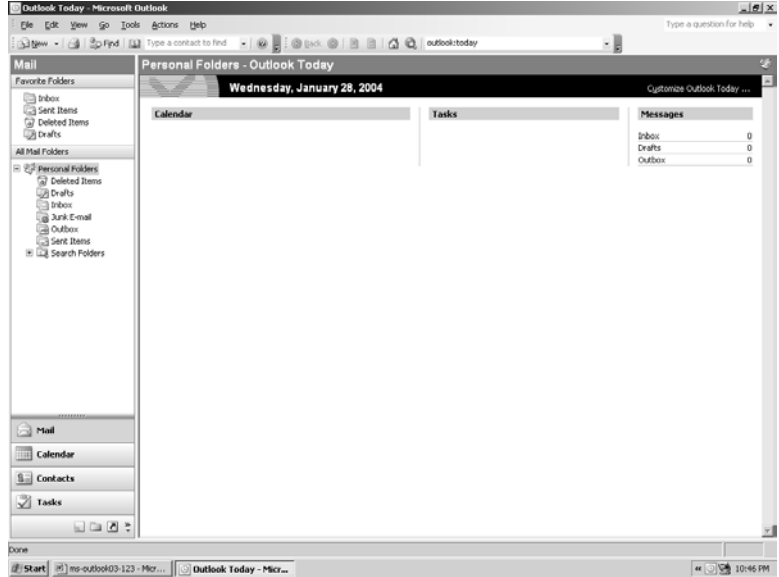 Outlook Today - Microsoft Outlook
File Edit View Go Tools Actions Help Type a question for help
New Find Type a contact to find Back outlook:today
Mail
Personal Folders - Outlook Today
Favorite Folders
Inbox
Sent Items
Deleted Items
Drafts
All Mail Folders
Personal Folders
Deleted Items
Drafts
Inbox
Junk E-mail
Outbox
Sent Items
Search Folders
Wednesday, January 28, 2004 Customize Outlook Today ...
Calendar Tasks Messages
Inbox 0
Drafts 0
Outbox 0
Mail
Calendar
Contacts
Tasks
Done
Start ms-outlook03-123 - Micr... Outlook Today - Micr... 10:46 PM